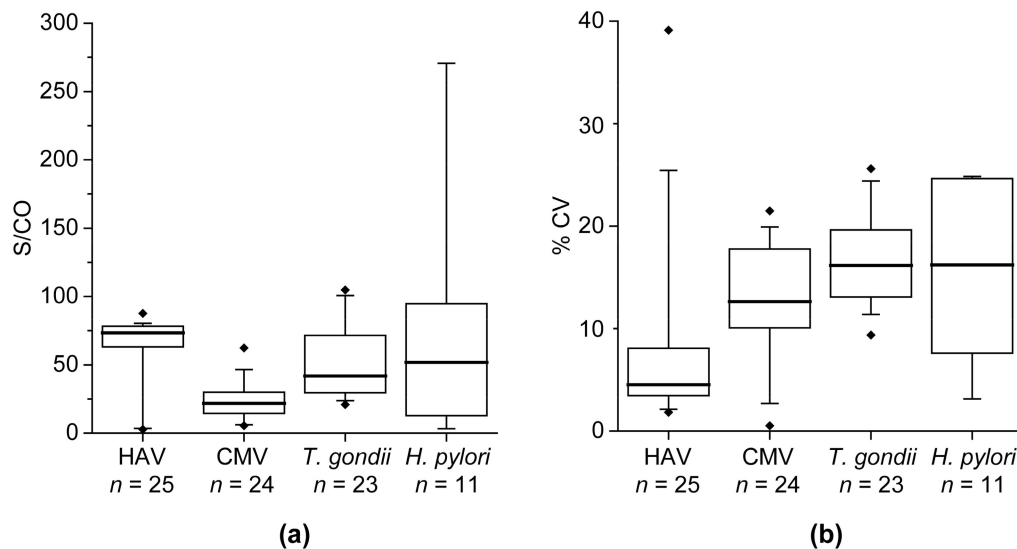 300
250
200
150
100
50
0
S/CO
HAV CMV T. gondii H. pylori
n = 25 n = 24 n = 23 n = 11
(a)
40
30
20
10
0
% CV
HAV CMV T. gondii H. pylori
n = 25 n = 24 n = 23 n = 11
(b)